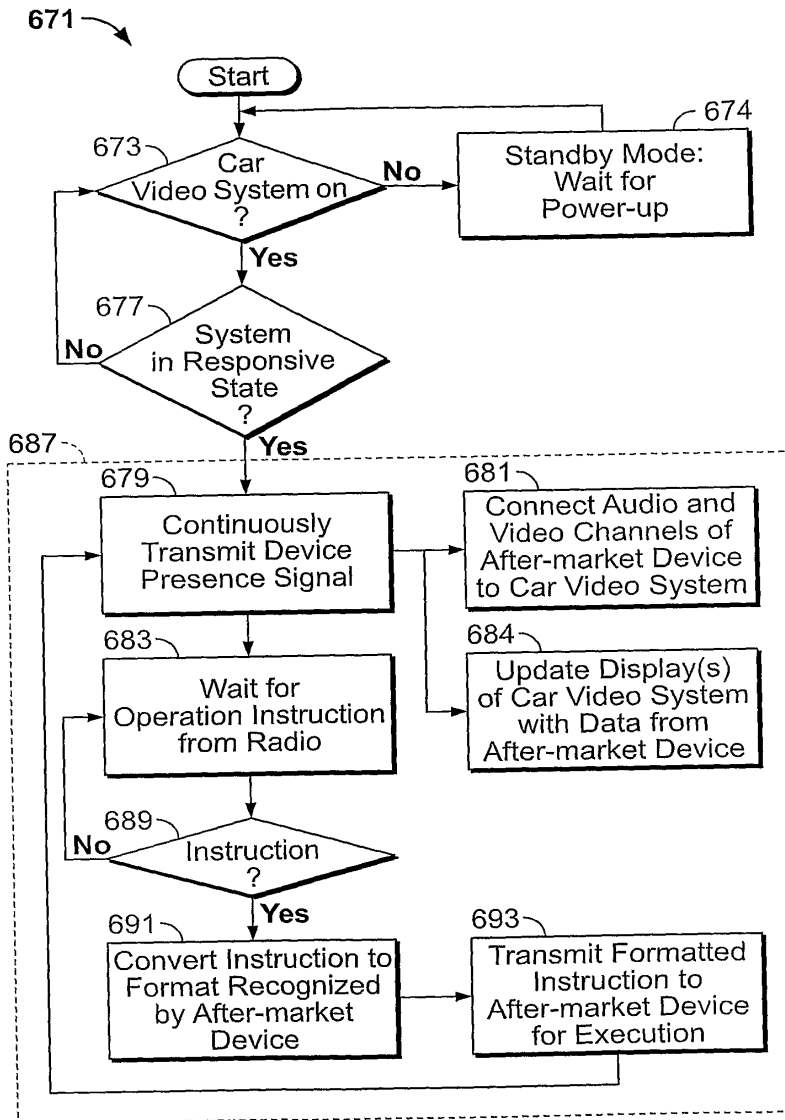 671
Start
674
673
Car
Video System on
?
No
Standby Mode:
Wait for
Power-up
Yes
677
System
in Responsive
State
?
No
Yes
687
679
Continuously
Transmit Device
Presence Signal
681
Connect Audio and
Video Channels of
After-market Device
to Car Video System
683
Wait for
Operation Instruction
from Radio
684
Update Display(s)
of Car Video System
with Data from
After-market Device
689
No
Instruction
?
Yes
691
Convert Instruction to
Format Recognized
by After-market
Device
693
Transmit Formatted
Instruction to
After-market Device
for Execution